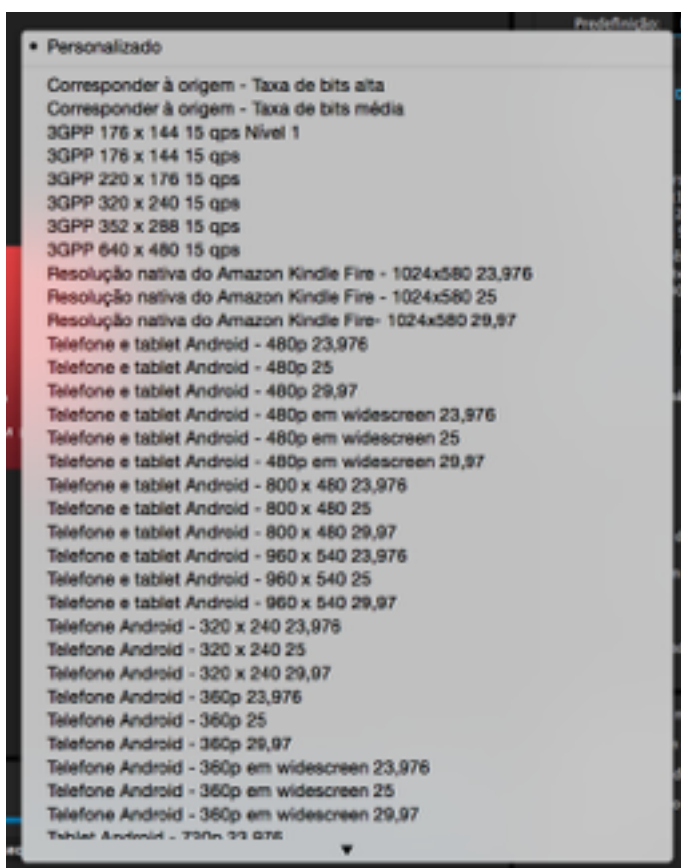 Predefinição:
• Personalizado
Corresponder à origem - Taxa de bits alta
Corresponder à origem - Taxa de bits média
3GPP 176 x 144 15 qps Nível 1
3GPP 176 x 144 15 qps
3GPP 220 x 176 15 qps
3GPP 320 x 240 15 qps
3GPP 352 x 288 15 qps
3GPP 640 x 480 15 qps
Resolução nativa do Amazon Kindle Fire - 1024x580 23,976
Resolução nativa do Amazon Kindle Fire - 1024x580 25
Resolução nativa do Amazon Kindle Fire- 1024x580 29,97
Telefone e tablet Android - 480p 23,976
Telefone e tablet Android - 480p 25
Telefone e tablet Android - 480p 29,97
Telefone e tablet Android - 480p em widescreen 23,976
Telefone e tablet Android - 480p em widescreen 25
Telefone e tablet Android - 480p em widescreen 29,97
Telefone e tablet Android - 800 x 480 23,976
Telefone e tablet Android - 800 x 480 25
Telefone e tablet Android - 800 x 480 29,97
Telefone e tablet Android - 960 x 540 23,976
Telefone e tablet Android - 960 x 540 25
Telefone e tablet Android - 960 x 540 29,97
Telefone Android - 320 x 240 23,976
Telefone Android - 320 x 240 25
Telefone Android - 320 x 240 29,97
Telefone Android - 360p 23,976
Telefone Android - 360p 25
Telefone Android - 360p 29,97
Telefone Android - 360p em widescreen 23,976
Telefone Android - 360p em widescreen 25
Telefone Android - 360p em widescreen 29,97
Tablet Android - 720p 23,976